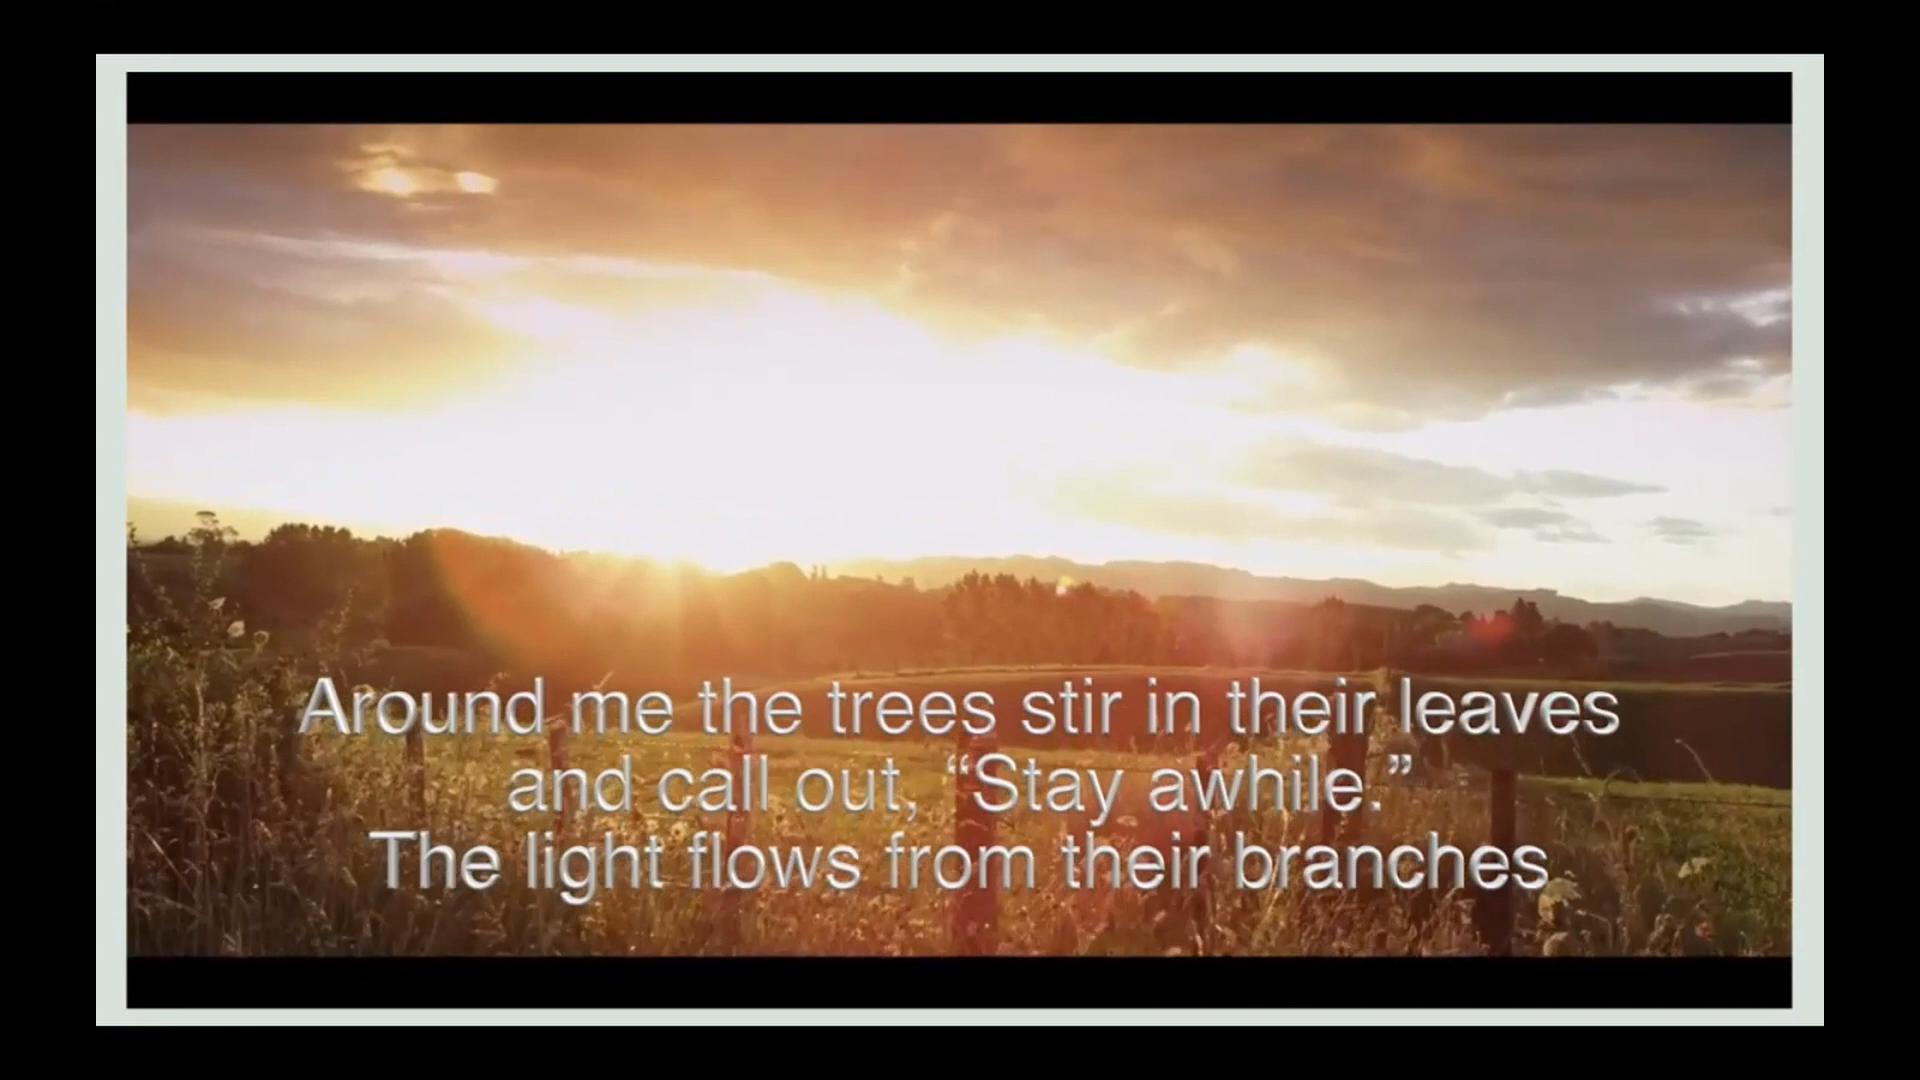 Around me the trees stir in their leaves
and call out, “Stay awhile.”
The light flows from their branches